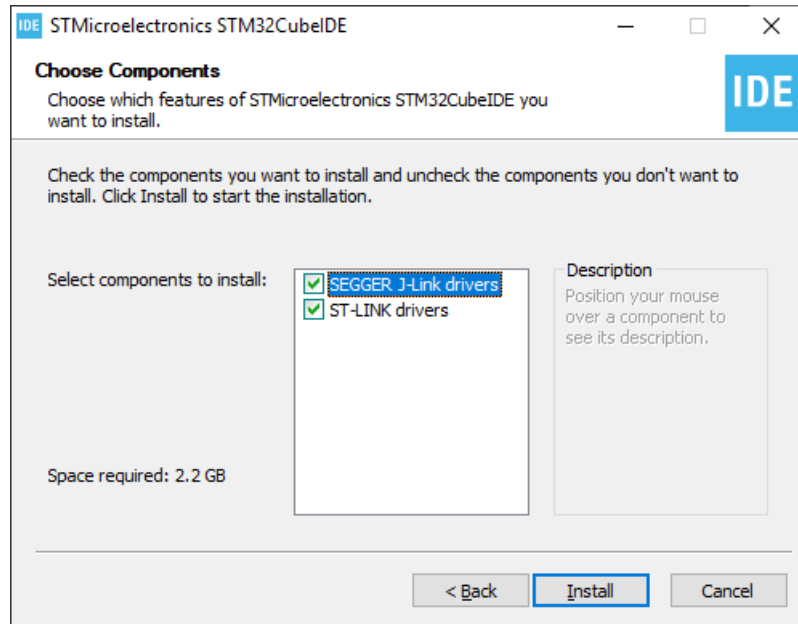 IDE STMicroelectronics STM32CubeIDE
Choose Components
Choose which features of STMicroelectronics STM32CubeIDE you
want to install.
IDE
Check the components you want to install and uncheck the components you don't want to
install. Click Install to start the installation.
Select components to install:
SEGGER J-Link drivers
ST-LINK drivers
Description
Position your mouse
over a component to
see its description.
Space required: 2.2 GB
< Back
Install
Cancel